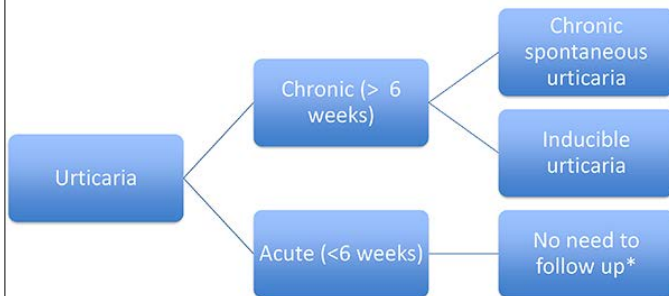 Urticaria
Chronic (> 6
weeks)
Chronic
spontaneous
urticaria
Inducible
urticaria
Acute (<6 weeks)
No need to
follow up*